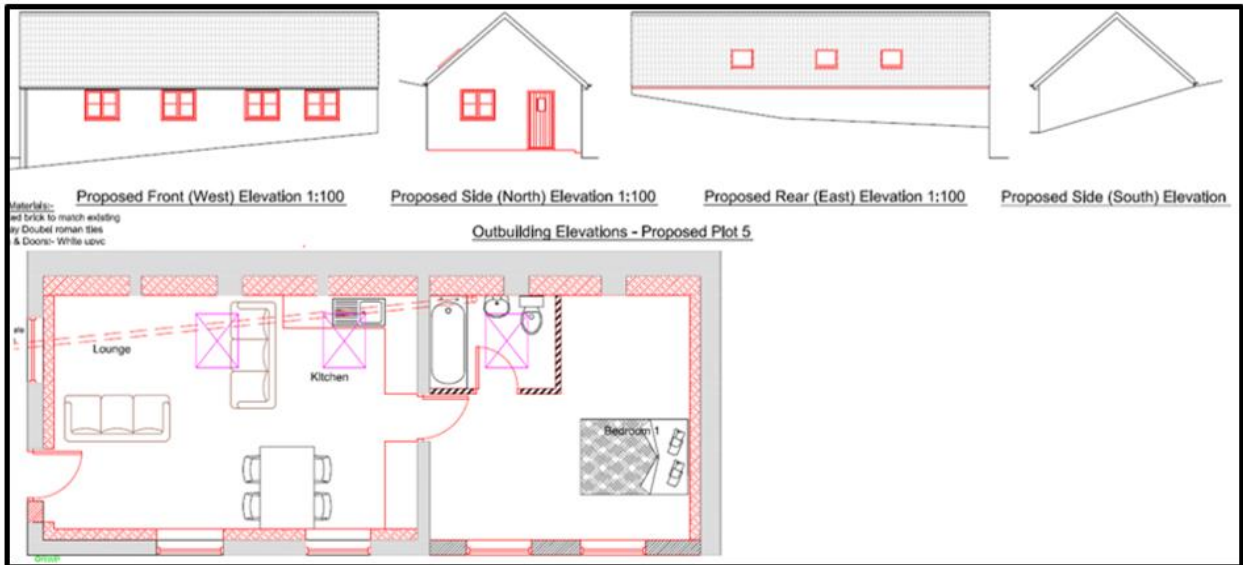 Proposed Front (West) Elevation 1:100
Proposed Side (North) Elevation 1:100
Proposed Rear (East) Elevation 1:100
Proposed Side (South) Elevation
Materials:-
ed brick to match existing
ay Doubel roman tiles
& Doors:- White upvc
Outbuilding Elevations - Proposed Plot 5
Lounge
Kitchen
Bedroom 1